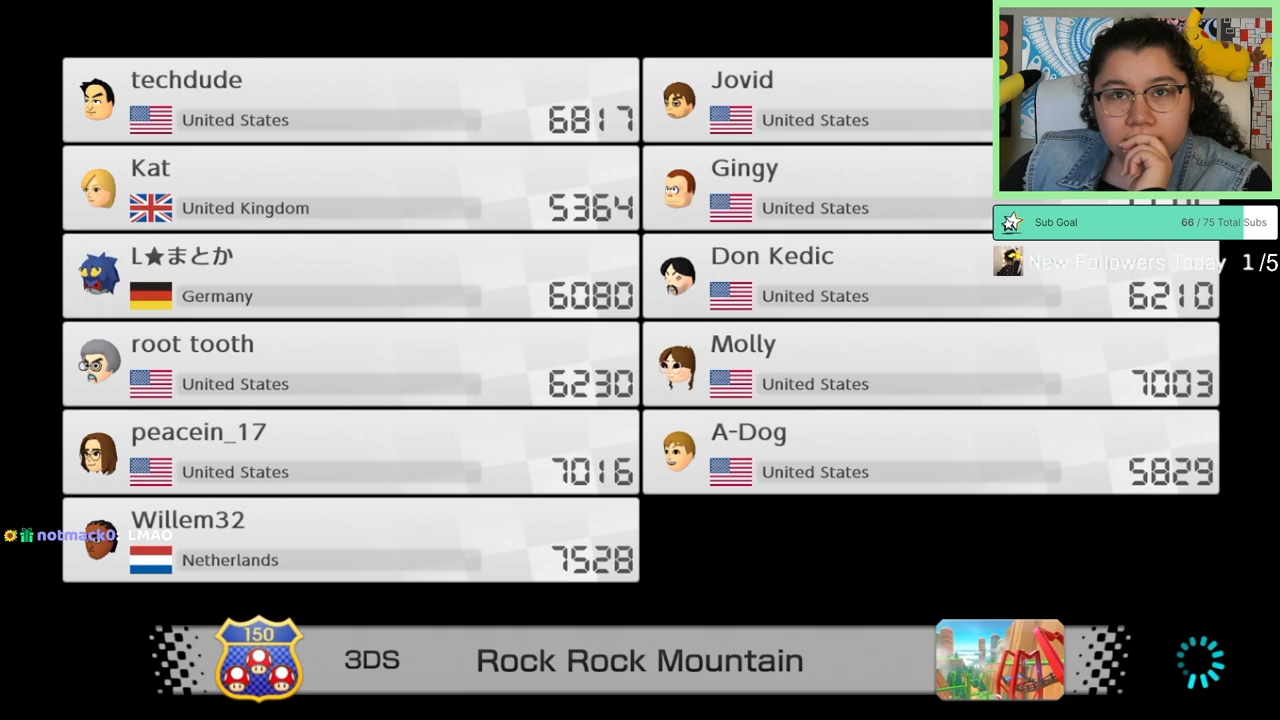 techdude
United States
6817
Jovid
United States
Kat
United Kingdom
5364
Gingy
United States
L★まとか
Germany
6080
Don Kedic
United States
6210
root tooth
United States
6230
Molly
United States
7003
peacein_17
United States
7016
A-Dog
United States
5829
Willem32
Netherlands
7528
notmack0: LMAO
Sub Goal
66 / 75 Total Subs
New Followers Today 1/5
150
3DS
Rock Rock Mountain